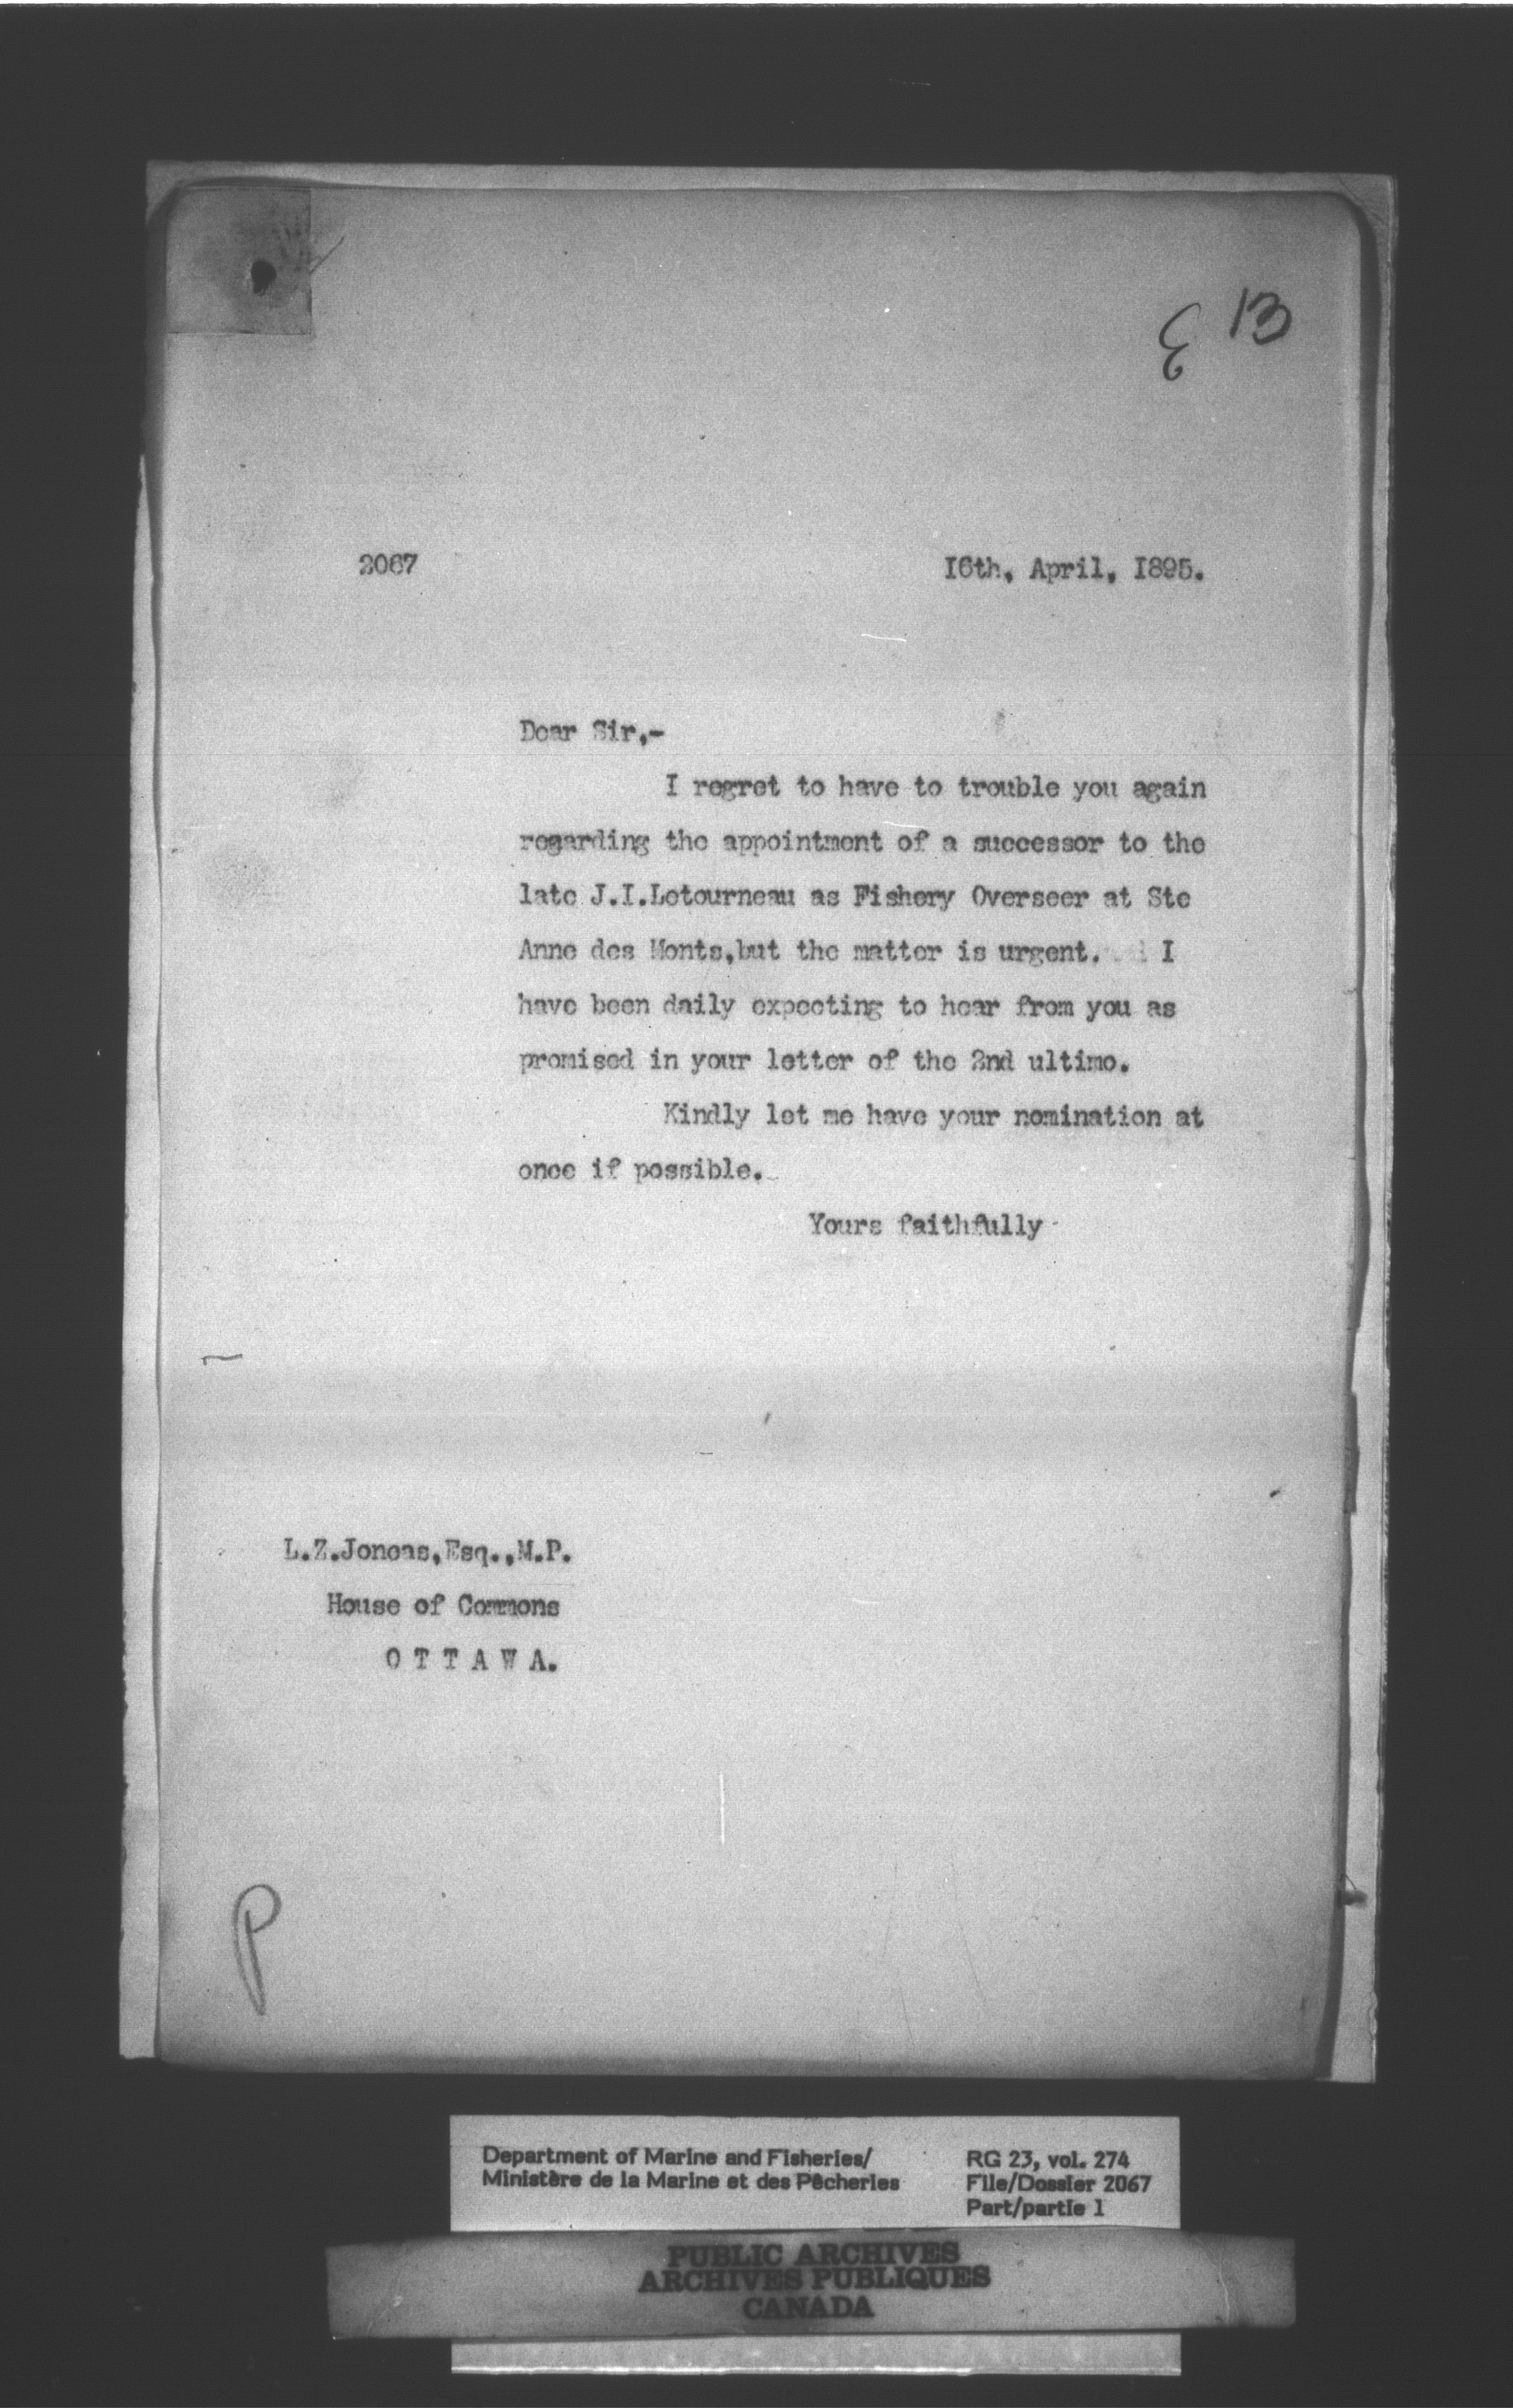 E 13
2067 16th, April, 1895.
Dear Sir,-
I regret to have to trouble you again
regarding the appointment of a successor to the
late J.I.Letourneau as Fishery Overseer at Ste
Anne des Monts,but the matter is urgent. I
have been daily expecting to hear from you as
promised in your letter of the 2nd ultimo.
Kindly let me have your nomination at
once if possible.
Yours faithfully
L.Z.Joncas,Esq.,M.P.
House of Commons
O T T A W A.
P
Department of Marine and Fisheries/ RG 23, vol. 274
Ministère de la Marine et des Pêcheries File/Dossier 2067
Part/partie 1
PUBLIC ARCHIVES
ARCHIVES PUBLIQUES
CANADA